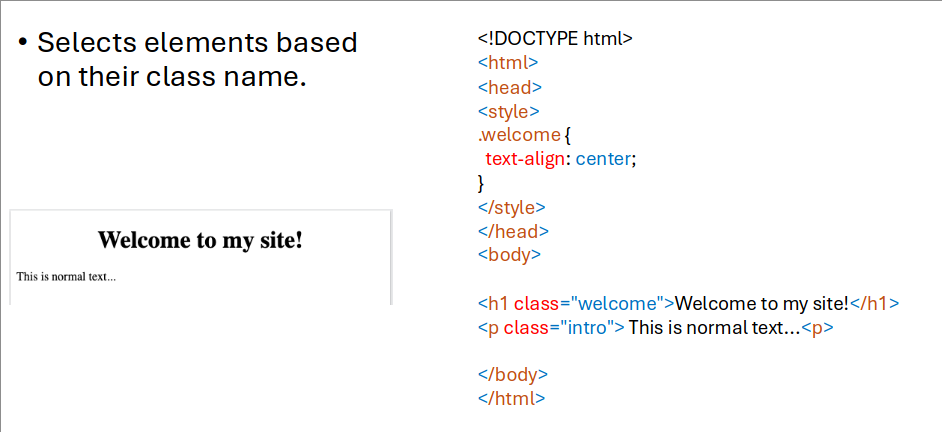 • Selects elements based
on their class name.
Welcome to my site!
This is normal text...
<!DOCTYPE html>
<html>
<head>
<style>
.welcome {
  text-align: center;
}
</style>
</head>
<body>
<h1 class="welcome">Welcome to my site!</h1>
<p class="intro"> This is normal text...<p>
</body>
</html>